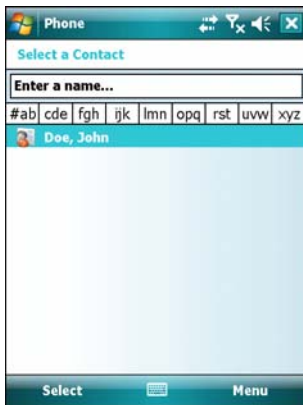 Phone
Select a Contact
Enter a name...
#ab cde fgh ijk lmn opq rst uvw xyz
Doe, John
Select Menu